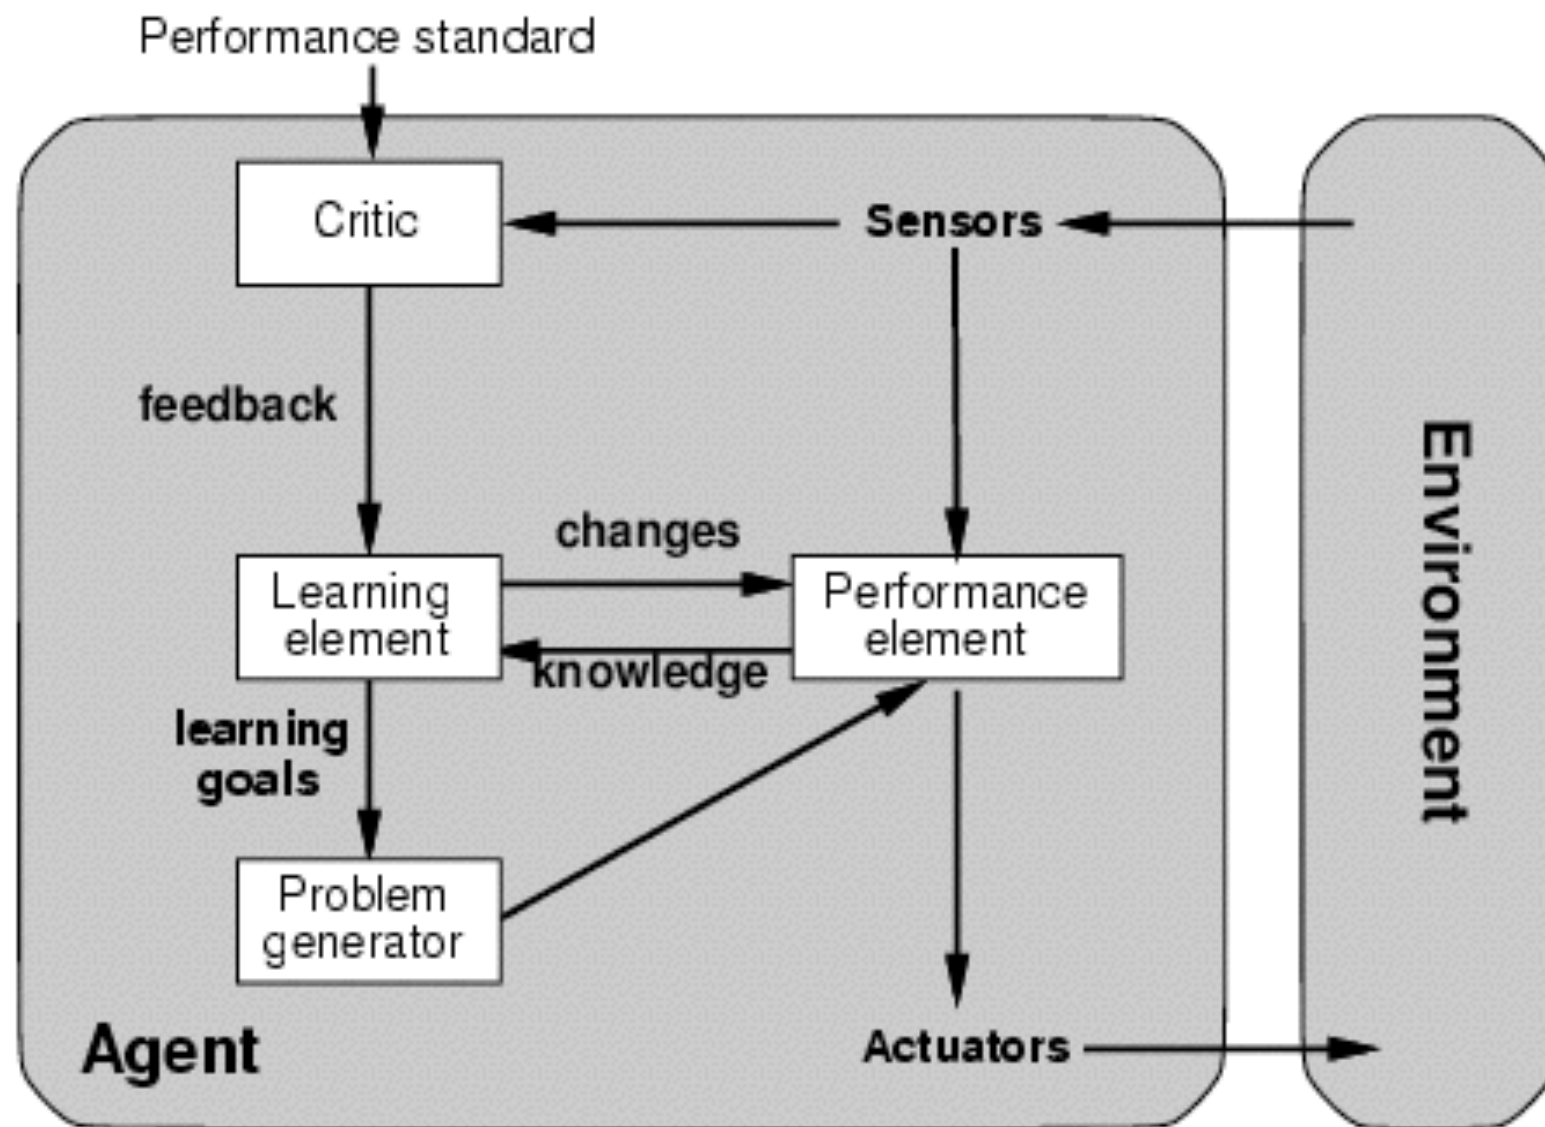 Performance standard
Critic
Sensors
feedback
changes
Learning
element
Performance
element
knowledge
learning
goals
Problem
generator
Agent
Actuators
Environment